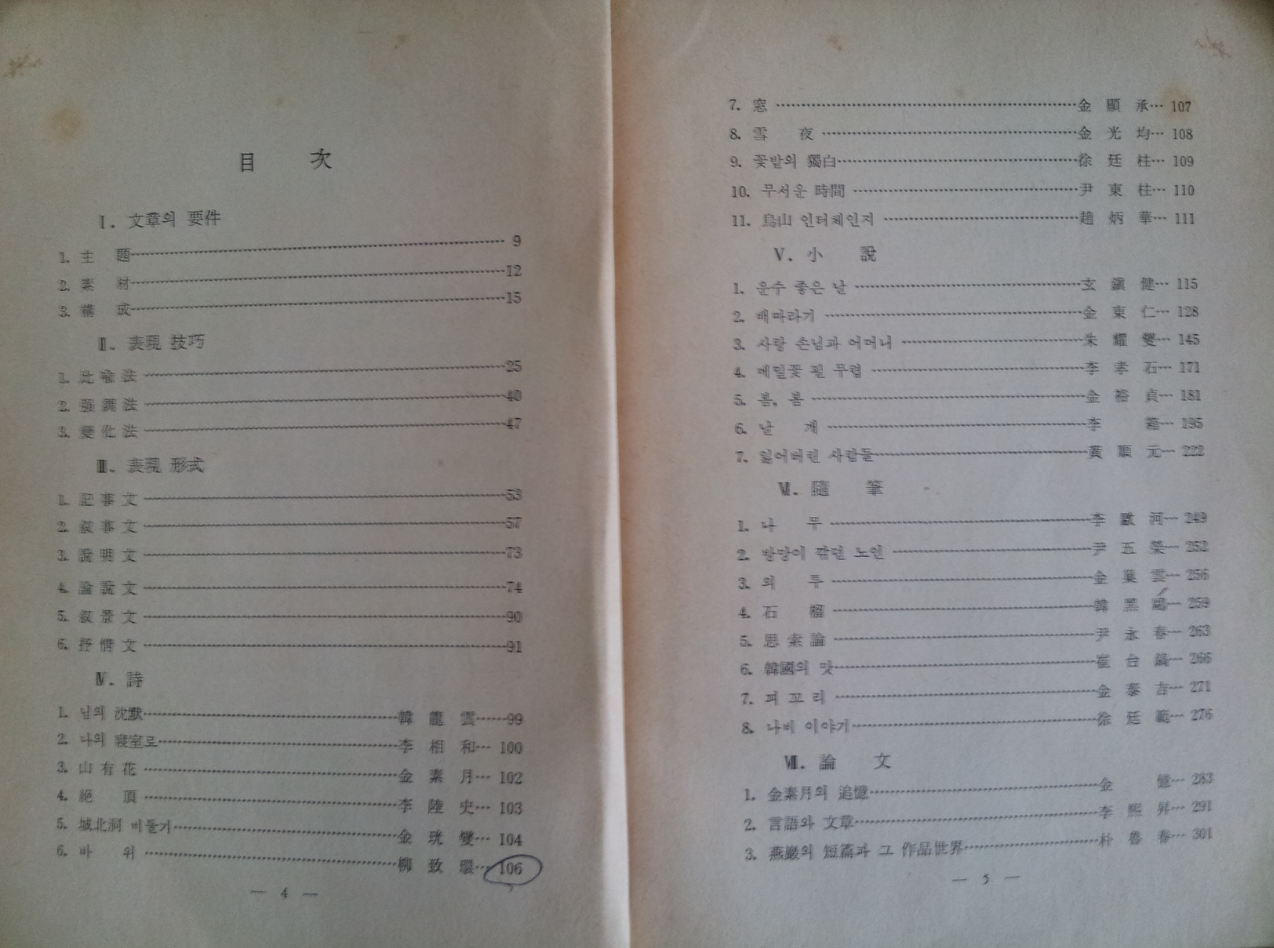 目 次
Ⅰ. 文章의 要件
1. 主 題 9
2. 素 材 12
3. 構 成 15
Ⅱ. 表現 技巧
1. 比 喩 法 25
2. 强 調 法 40
3. 變 化 法 47
Ⅲ. 表現 形式
1. 記 事 文 53
2. 敍 事 文 57
3. 說 明 文 73
4. 論 說 文 74
5. 敍 景 文 90
6. 抒 情 文 91
Ⅳ. 詩
1. 님의 沈默 韓 龍 雲 99
2. 나의 寢室로 李 相 和 100
3. 山 有 花 金 素 月 102
4. 絶 頂 李 陸 史 103
5. 城北洞 비둘기 金 珖 燮 104
6. 바 위 柳 致 環 106
— 4 —
7. 窓 金 顯 承 107
8. 雪 夜 金 光 均 108
9. 꽃밭의 獨白 徐 廷 柱 109
10. 무서운 時間 尹 東 柱 110
11. 烏山 인터체인지 趙 炳 華 111
Ⅴ. 小 說
1. 운수 좋은 날 玄 鎭 健 115
2. 배따라기 金 東 仁 128
3. 사랑 손님과 어머니 朱 耀 燮 145
4. 메밀꽃 필 무렵 李 孝 石 171
5. 봄, 봄 金 裕 貞 181
6. 날 개 李 箱 195
7. 잃어버린 사람들 黃 順 元 222
Ⅵ. 隨 筆
1. 나 무 李 敭 河 249
2. 방망이 깎던 노인 尹 五 榮 252
3. 외 투 金 葉 雲 256
4. 石 榴 韓 黑 鷗 259
5. 思 索 論 尹 永 春 263
6. 韓國의 맛 崔 台 鎬 266
7. 꾀 꼬 리 金 泰 吉 271
8. 나비 이야기 徐 廷 範 276
Ⅶ. 論 文
1. 金素月의 追憶 金 憶 283
2. 言語와 文章 李 熙 昇 291
3. 燕巖의 短篇과 그 作品世界 朴 魯 春 301
— 5 —